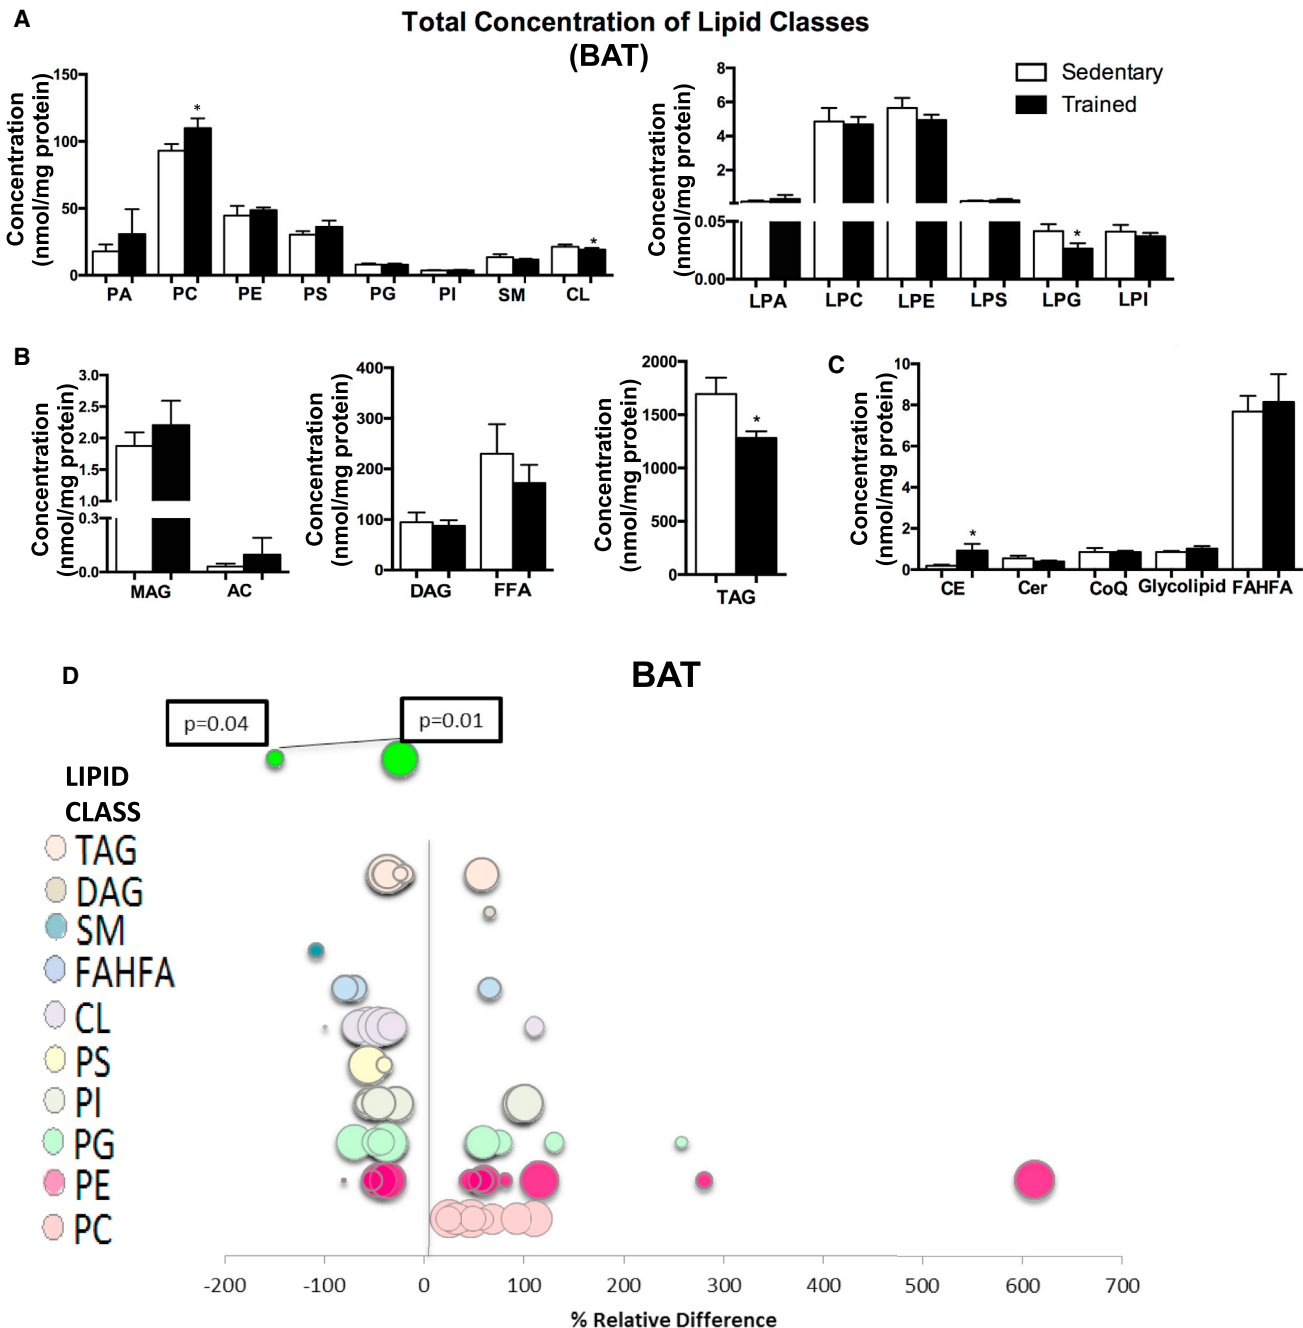 A
Total Concentration of Lipid Classes
(BAT)
Concentration
(nmol/mg protein)
150
100
50
0
*
*
PA PC PE PS PG PI SM CL
Concentration
(nmol/mg protein)
8
6
4
2
0.05
0.00
*
LPA LPC LPE LPS LPG LPI
Sedentary
Trained
B
Concentration
(nmol/mg protein)
3.0
2.5
2.0
1.5
1.0
0.3
0.0
MAG AC
Concentration
(nmol/mg protein)
400
300
200
100
0
DAG FFA
Concentration
(nmol/mg protein)
2000
1500
1000
500
0
*
TAG
C
Concentration
(nmol/mg protein)
10
8
6
4
2
0
*
CE Cer CoQ Glycolipid FAHFA
D
BAT
p=0.04
p=0.01
LIPID
CLASS
TAG
DAG
SM
FAHFA
CL
PS
PI
PG
PE
PC
-200 -100 0 100 200 300 400 500 600 700
% Relative Difference